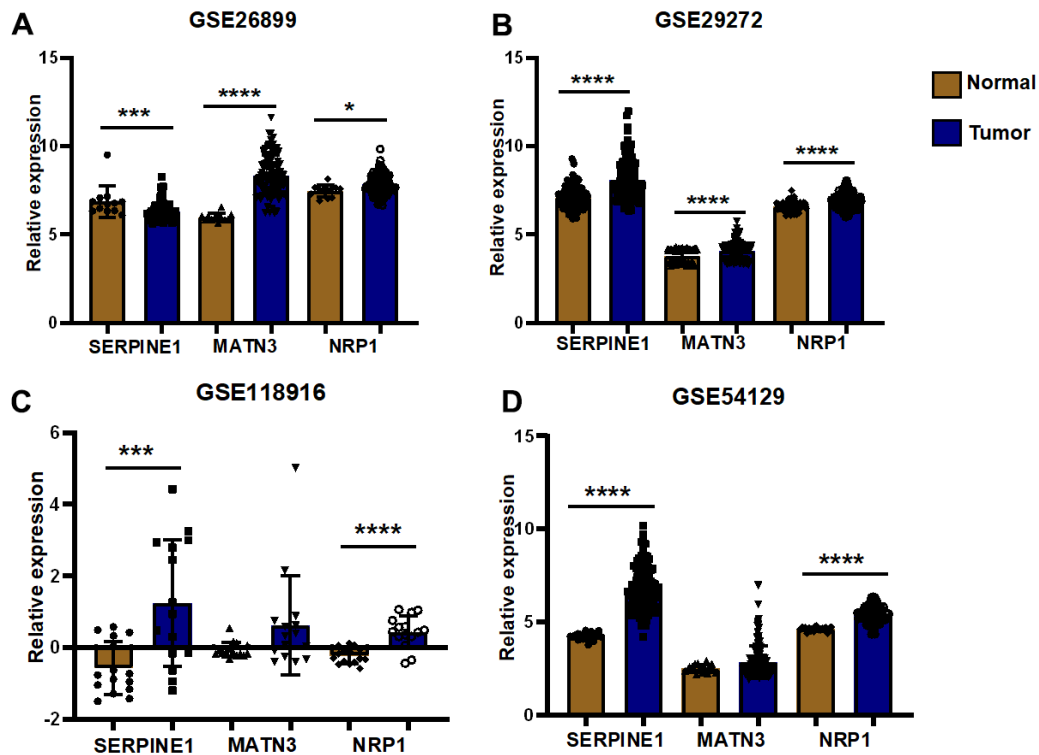 A
GSE26899
Relative expression
15
10
5
0
***
****
*
SERPINE1
MATN3
NRP1
B
GSE29272
Relative expression
15
10
5
0
****
****
****
SERPINE1
MATN3
NRP1
Normal
Tumor
C
GSE118916
Relative expression
6
4
2
0
-2
***
****
SERPINE1
MATN3
NRP1
D
GSE54129
Relative expression
15
10
5
0
****
****
SERPINE1
MATN3
NRP1